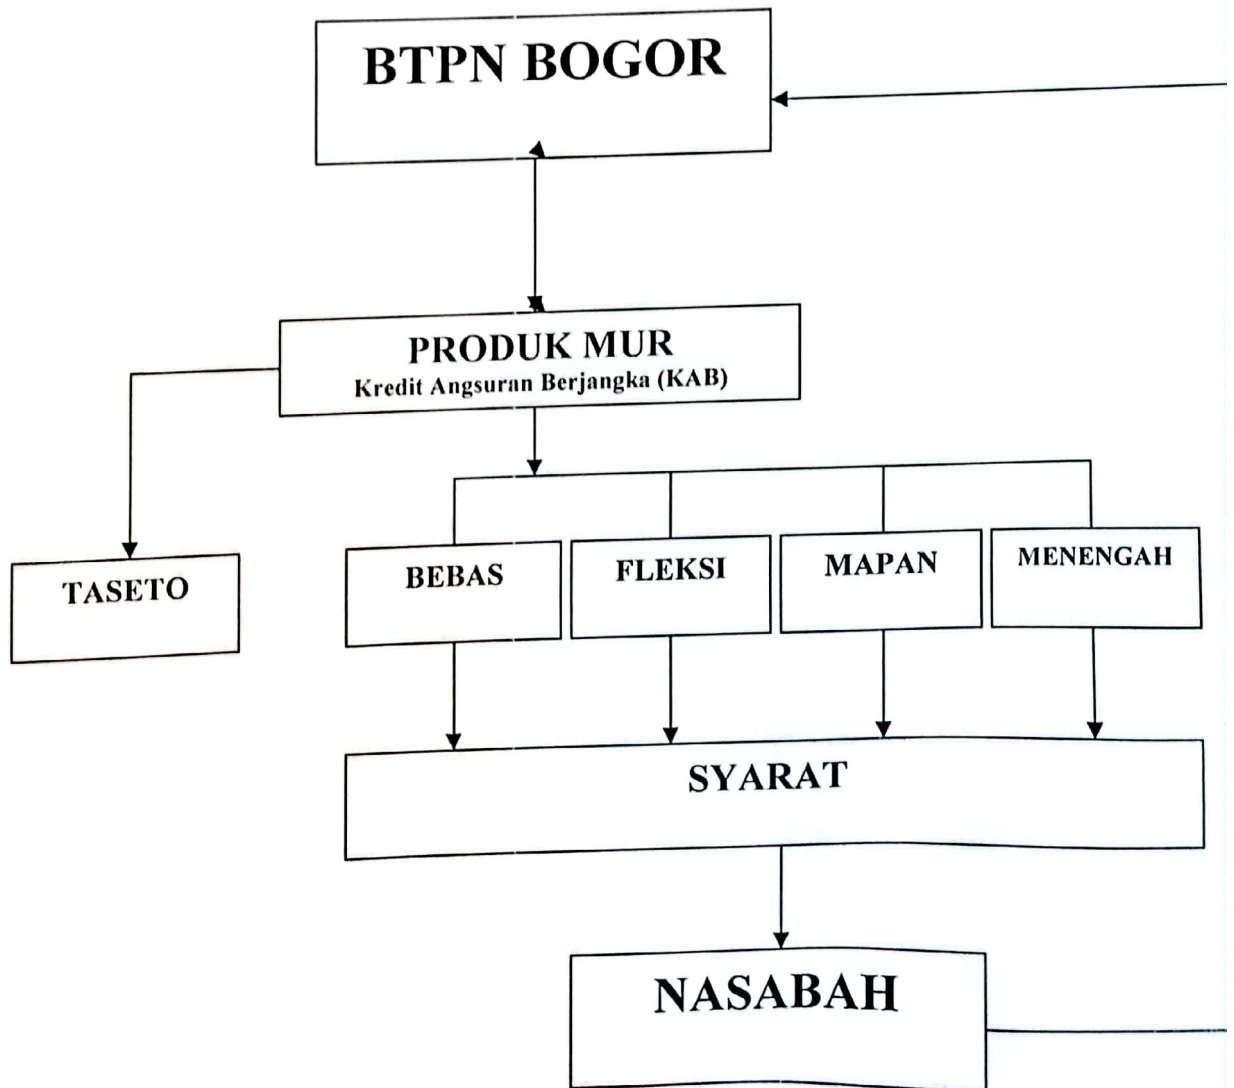 BTPN BOGOR
PRODUK MUR
Kredit Angsuran Berjangka (KAB)
TASETO
BEBAS
FLEKSI
MAPAN
MENENGAH
SYARAT
NASABAH